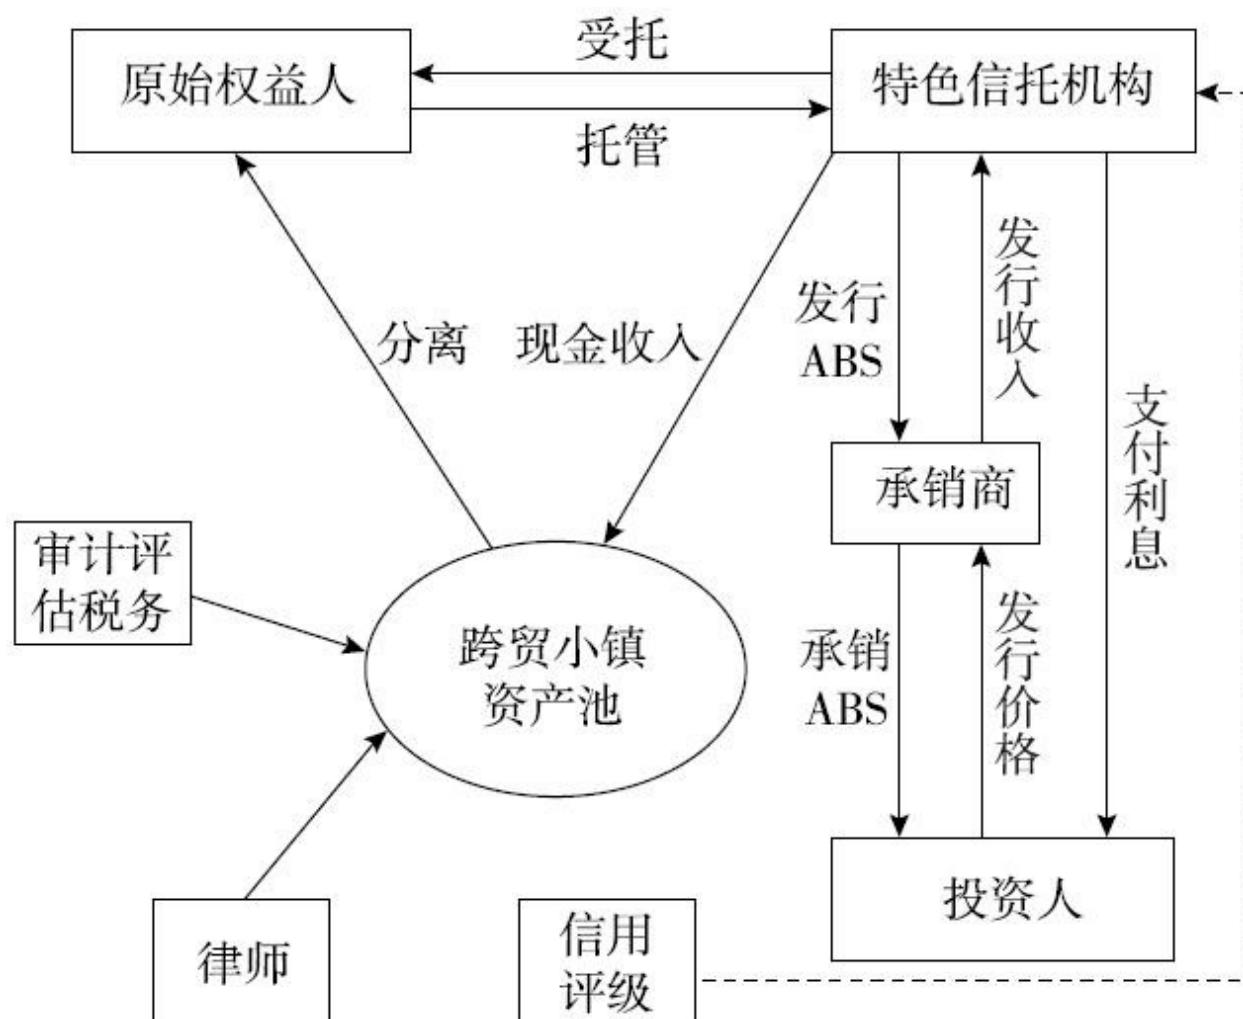 受托
原始权益人
特色信托机构
托管
分离
现金收入
发行
ABS
发行收入
支付利息
承销商
审计评
估税务
跨贸小镇
资产池
承销
ABS
发行价格
投资人
律师
信用
评级